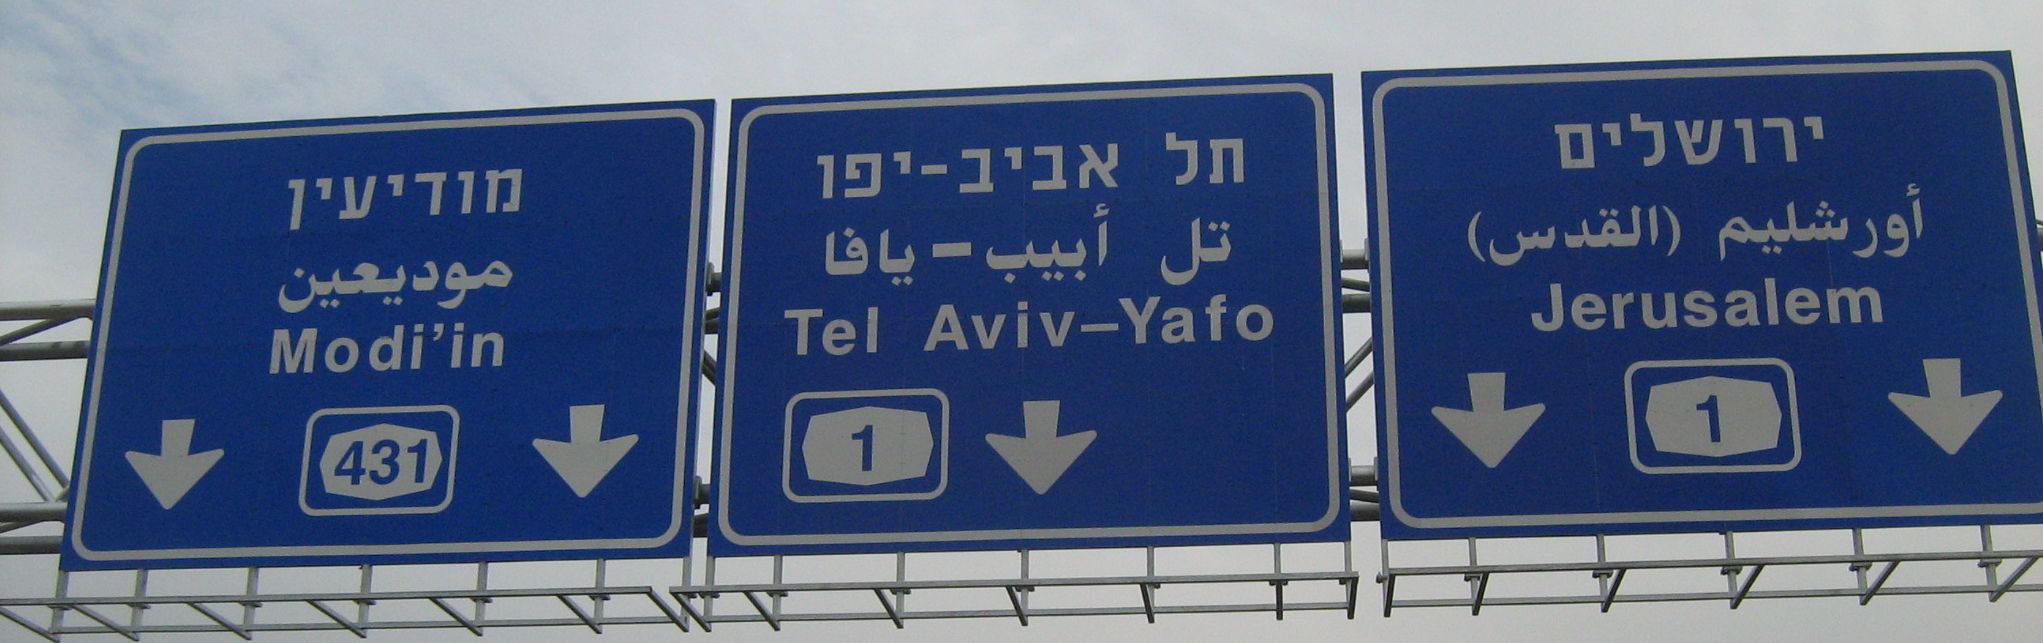 מודיעין
موديعين
Modi'in
431
תל אביב-יפו
تل أبيب - يافا
Tel Aviv–Yafo
1
ירושלים
أورشليم (القدس)
Jerusalem
1